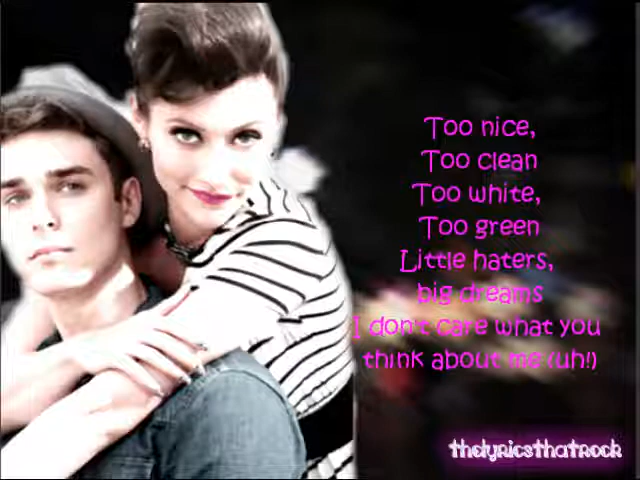 Too nice,
Too clean
Too white,
Too green
Little haters,
big dreams
I don't care what you
think about me (uh!)
thelyricsthatrock